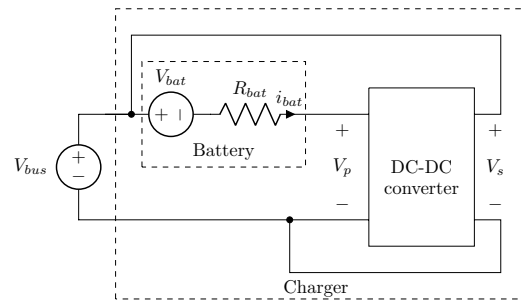 V_bat
R_bat
i_bat
+ −
Battery
V_bus
+
−
+
V_p
−
DC-DC
converter
+
V_s
−
Charger